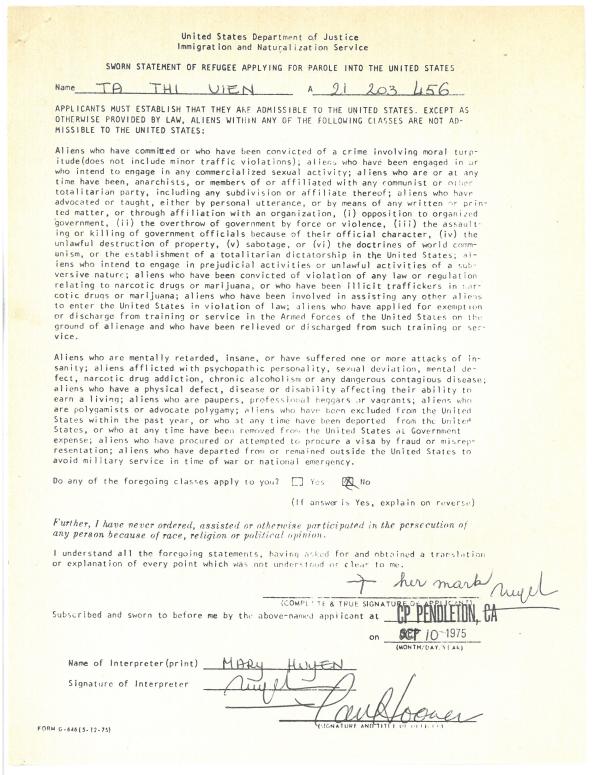 United States Department of Justice
Immigration and Naturalization Service
SWORN STATEMENT OF REFUGEE APPLYING FOR PAROLE INTO THE UNITED STATES
Name TA THI VIEN A 21 203 456
APPLICANTS MUST ESTABLISH THAT THEY ARE ADMISSIBLE TO THE UNITED STATES. EXCEPT AS
OTHERWISE PROVIDED BY LAW, ALIENS WITHIN ANY OF THE FOLLOWING CLASSES ARE NOT AD-
MISSIBLE TO THE UNITED STATES:
Aliens who have committed or who have been convicted of a crime involving moral turp-
itude(does not include minor traffic violations); aliens who have been engaged in or
who intend to engage in any commercialized sexual activity; aliens who are or at any
time have been, anarchists, or members of or affiliated with any communist or other
totalitarian party, including any subdivision or affiliate thereof; aliens who have
advocated or taught, either by personal utterance, or by means of any written or prin-
ted matter, or through affiliation with an organization, (i) opposition to organized
government, (ii) the overthrow of government by force or violence, (iii) the assault-
ing or killing of government officials because of their official character, (iv) the
unlawful destruction of property, (v) sabotage, or (vi) the doctrines of world comm-
unism, or the establishment of a totalitarian dictatorship in the United States; al-
iens who intend to engage in prejudicial activities or unlawful activities of a sub-
versive nature; aliens who have been convicted of violation of any law or regulation
relating to narcotic drugs or marijuana, or who have been illicit traffickers in nar-
cotic drugs or marijuana; aliens who have been involved in assisting any other aliens
to enter the United States in violation of law; aliens who have applied for exemption
or discharge from training or service in the Armed Forces of the United States on the
ground of alienage and who have been relieved or discharged from such training or ser-
vice.
Aliens who are mentally retarded, insane, or have suffered one or more attacks of in-
sanity; aliens afflicted with psychopathic personality, sexual deviation, mental de-
fect, narcotic drug addiction, chronic alcoholism or any dangerous contagious disease;
aliens who have a physical defect, disease or disability affecting their ability to
earn a living; aliens who are paupers, professional beggars or vagrants; aliens who
are polygamists or advocate polygamy; aliens who have been excluded from the United
States within the past year, or who at any time have been deported from the United
States, or who at any time have been removed from the United States at Government
expense; aliens who have procured or attempted to procure a visa by fraud or misrep-
resentation; aliens who have departed from or remained outside the United States to
avoid military service in time of war or national emergency.
Do any of the foregoing classes apply to you? Yes No
(If answer is Yes, explain on reverse)
Further, I have never ordered, assisted or otherwise participated in the persecution of
any person because of race, religion or political opinion.
I understand all the foregoing statements, having asked for and obtained a translation
or explanation of every point which was not understood or clear to me.
her mark
(COMPLETE & TRUE SIGNATURE OF APPLICANT)
Subscribed and sworn to before me by the above-named applicant at CP PENDLETON, CA
on SEP 10 1975
(MONTH/DAY, YEAR)
Name of Interpreter(print) MARY HUYEN
Signature of Interpreter
(SIGNATURE AND TITLE OF OFFICER)
FORM G-646(5-12-75)